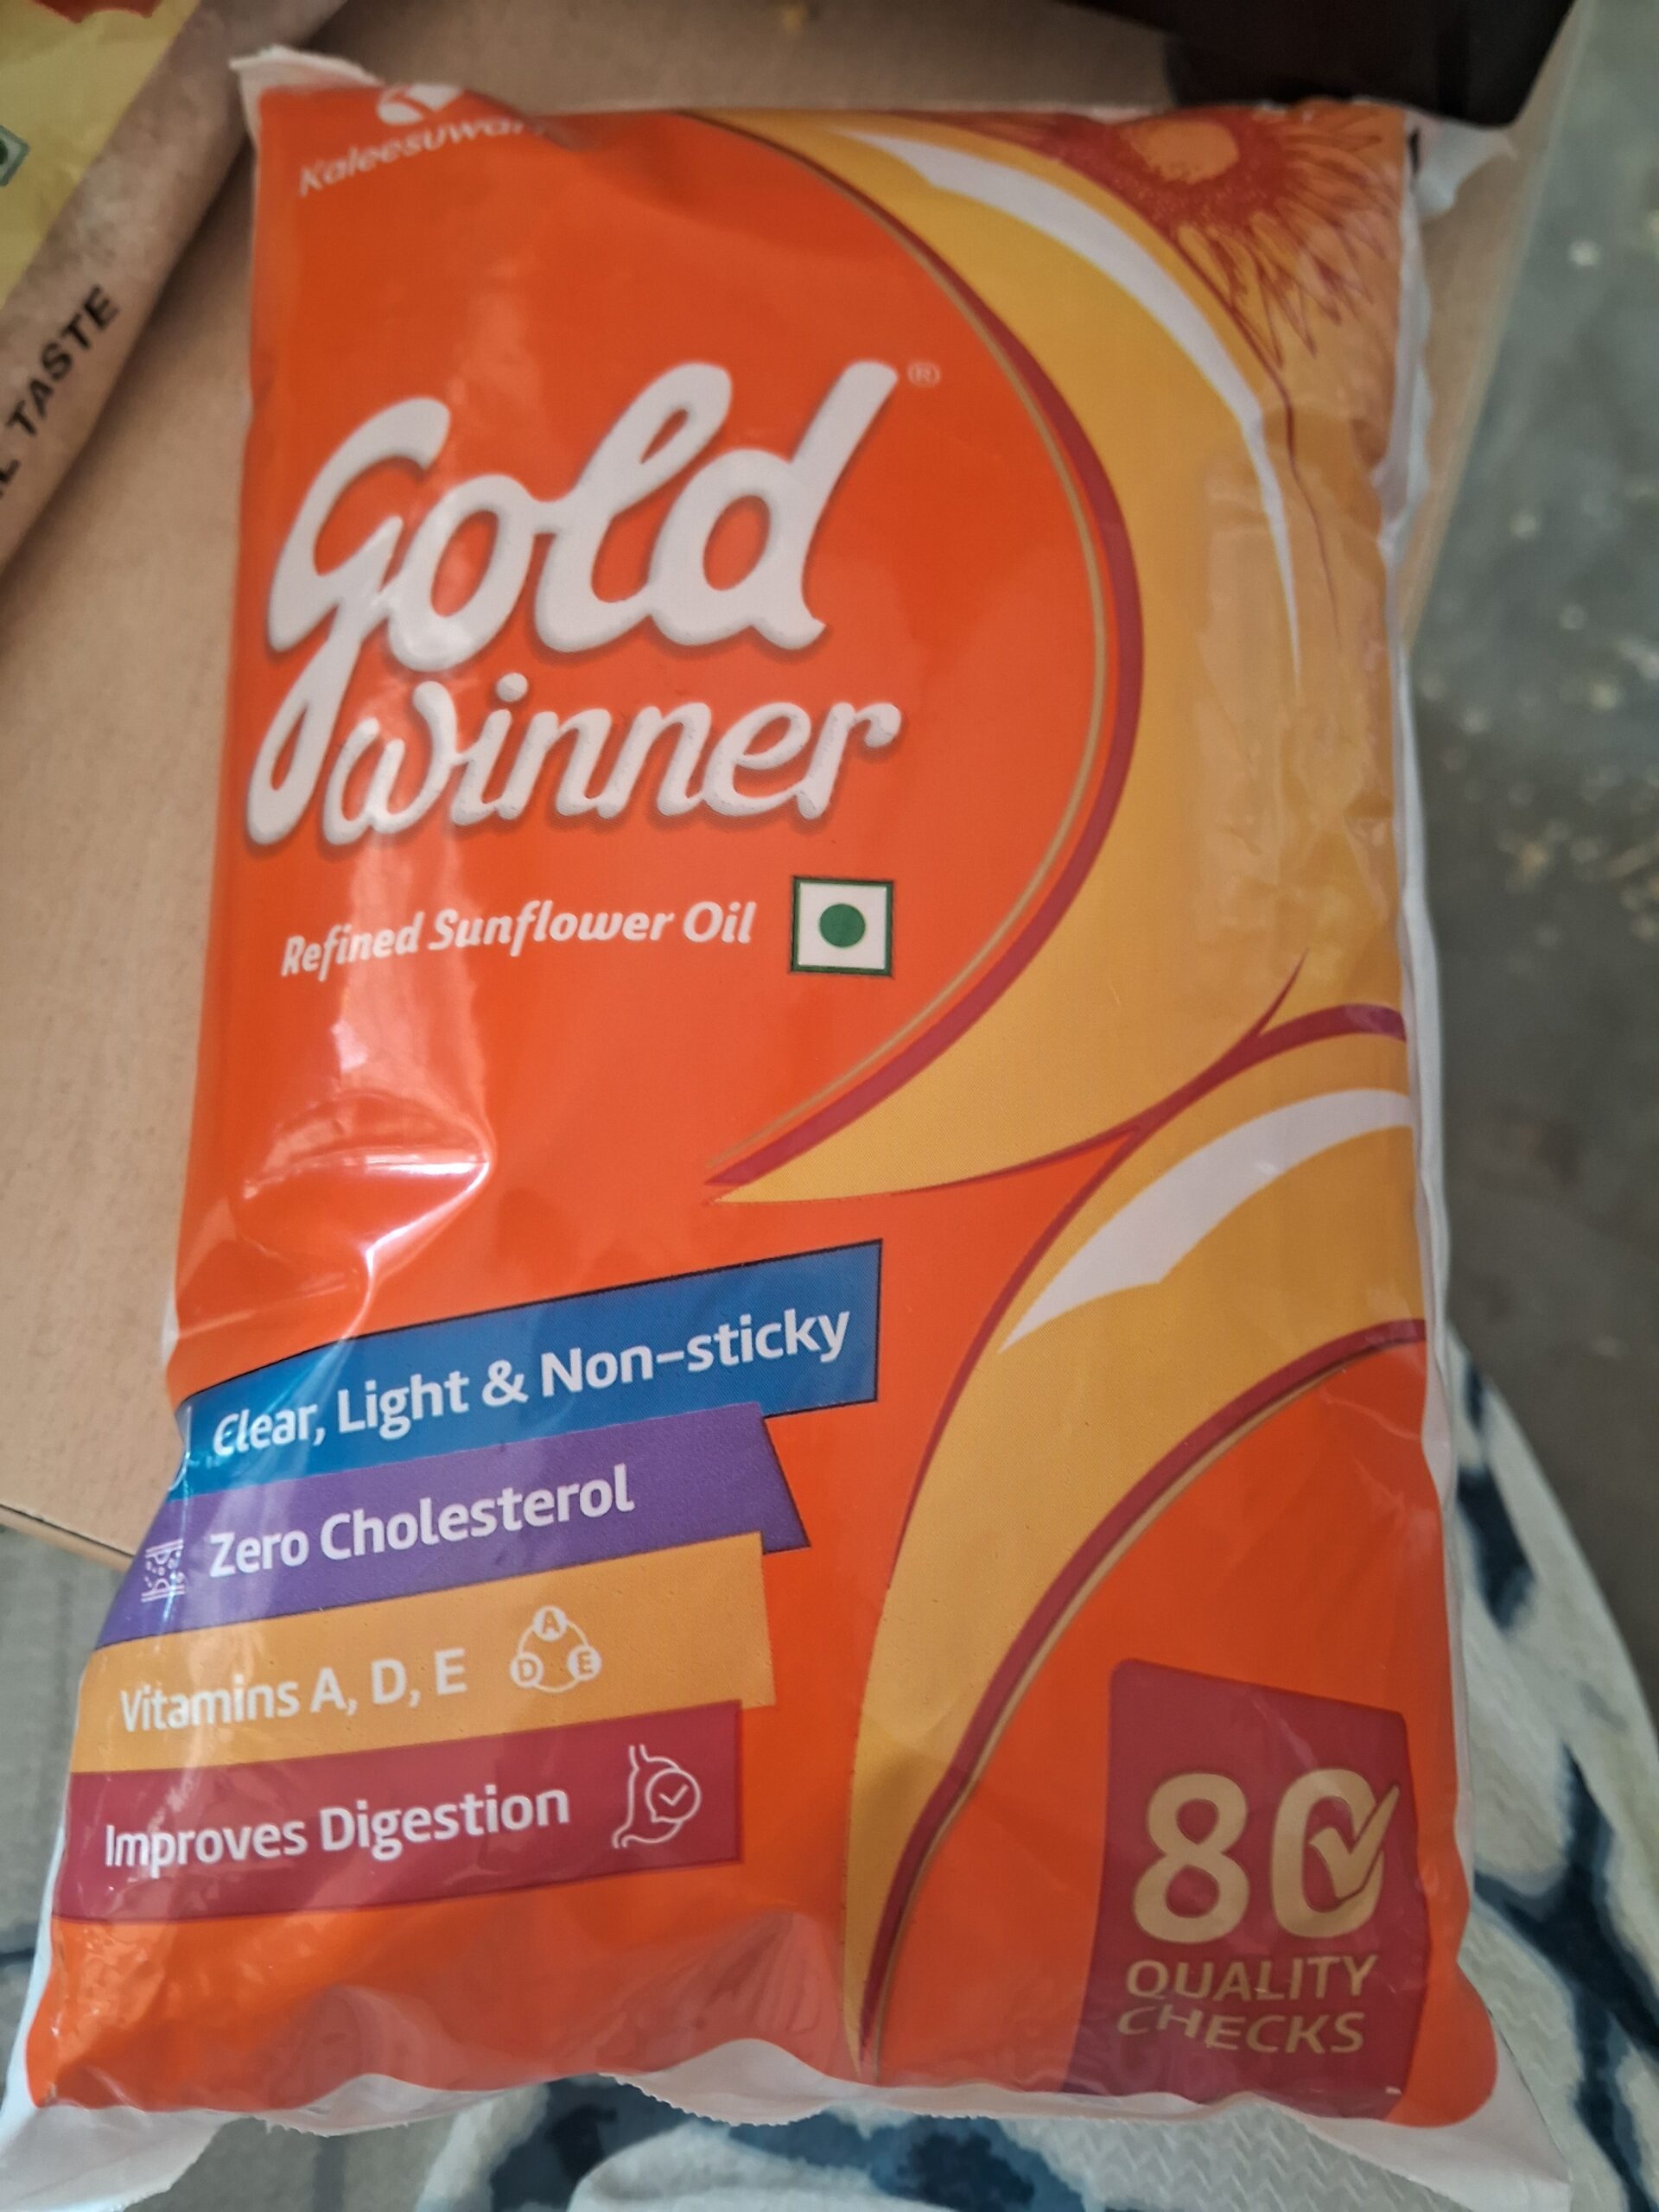 TASTE
Kaleesuwari
gold®
winner
Refined Sunflower Oil
Clear, Light & Non-sticky
Zero Cholesterol
Vitamins A, D, E
A
D E
Improves Digestion
80
QUALITY
CHECKS